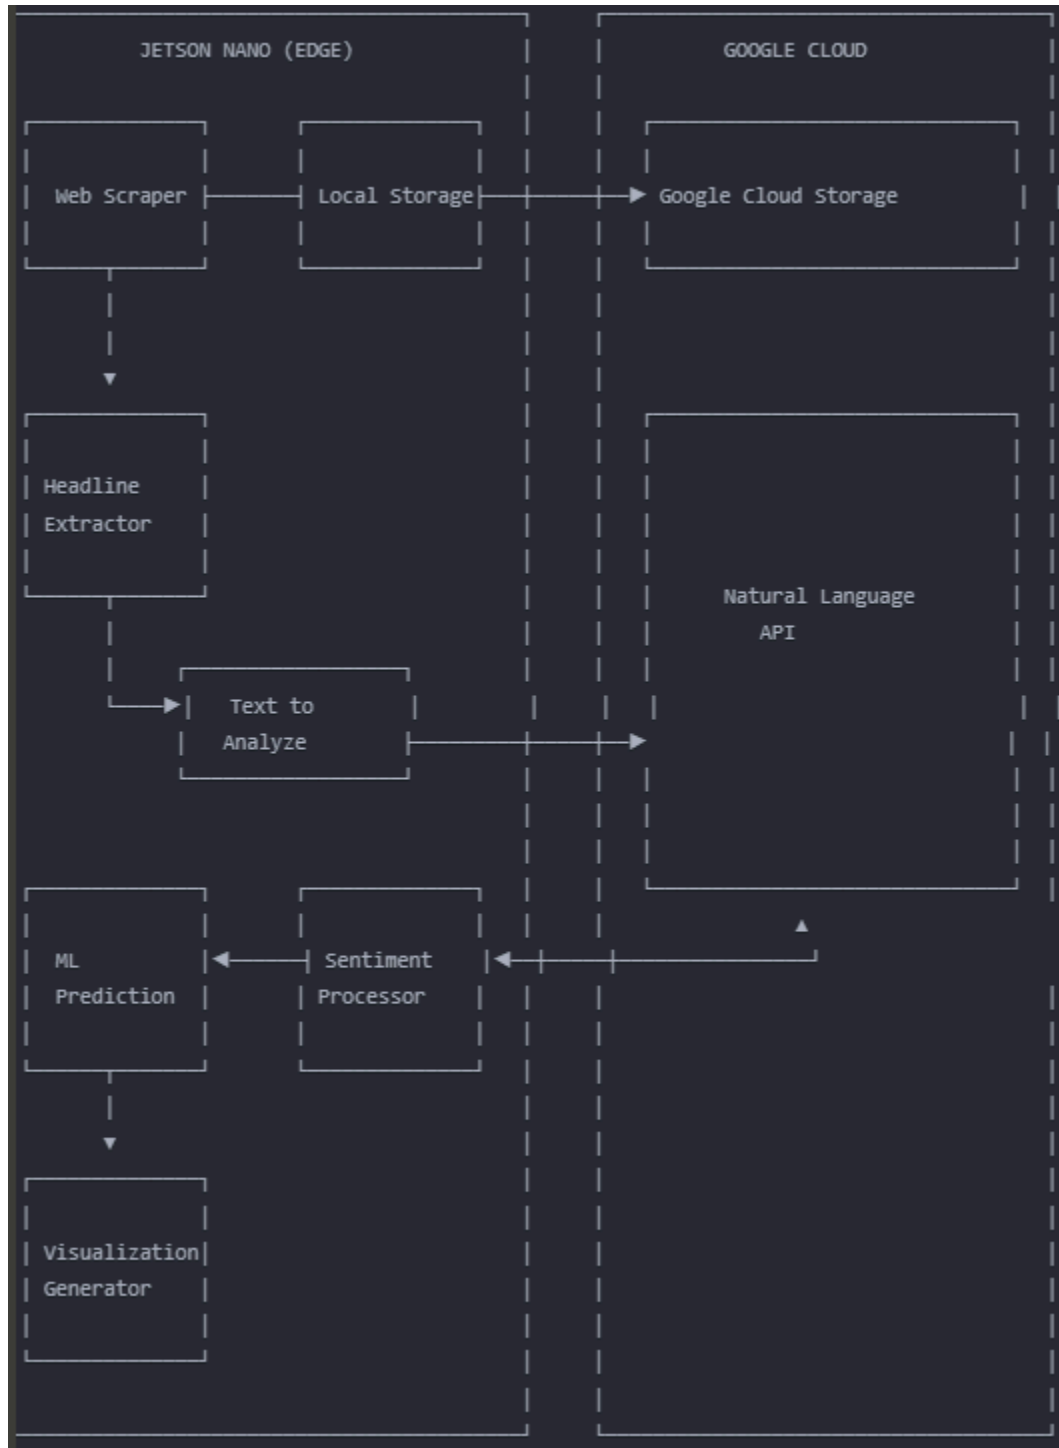 JETSON NANO (EDGE)
GOOGLE CLOUD
Web Scraper
Local Storage
Google Cloud Storage
Headline
Extractor
Natural Language
API
Text to
Analyze
ML
Prediction
Sentiment
Processor
Visualization
Generator